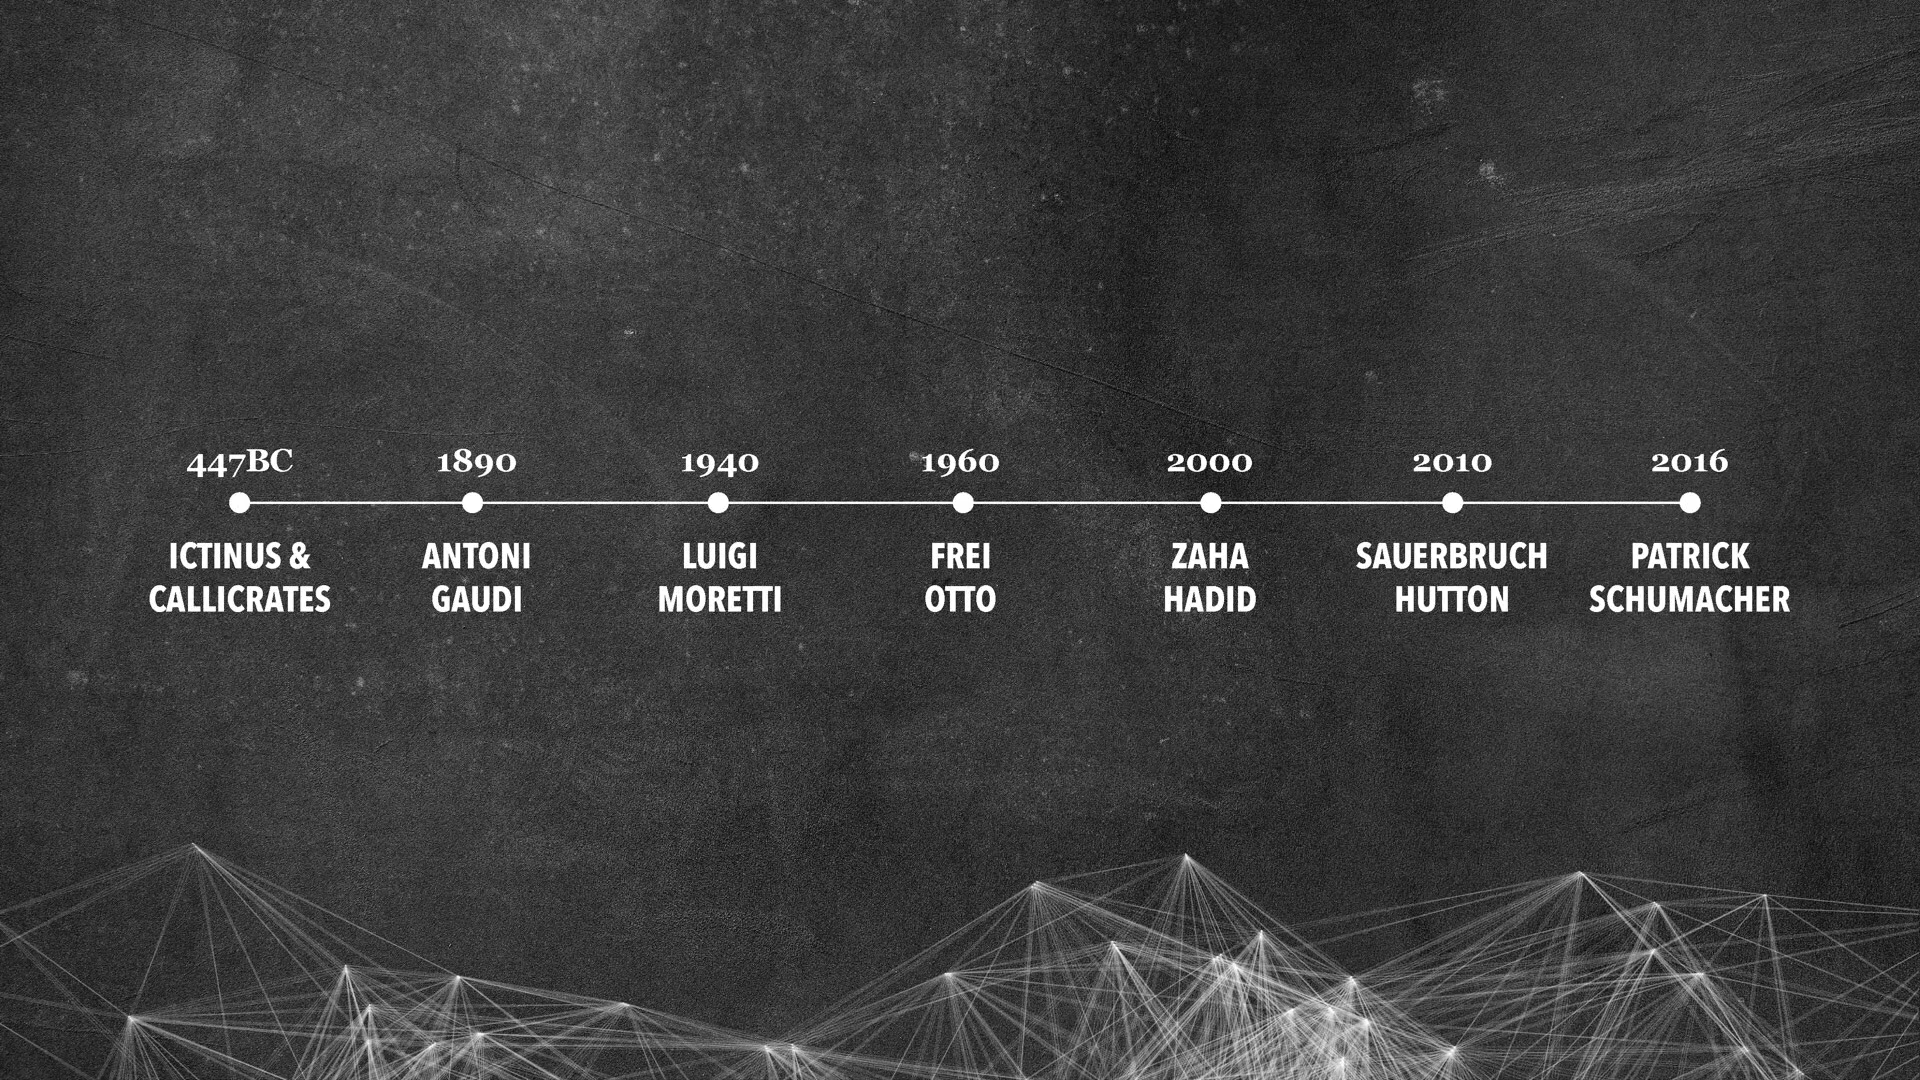 447BC
1890
1940
1960
2000
2010
2016
ICTINUS &
CALLICRATES
ANTONI
GAUDI
LUIGI
MORETTI
FREI
OTTO
ZAHA
HADID
SAUERBRUCH
HUTTON
PATRICK
SCHUMACHER